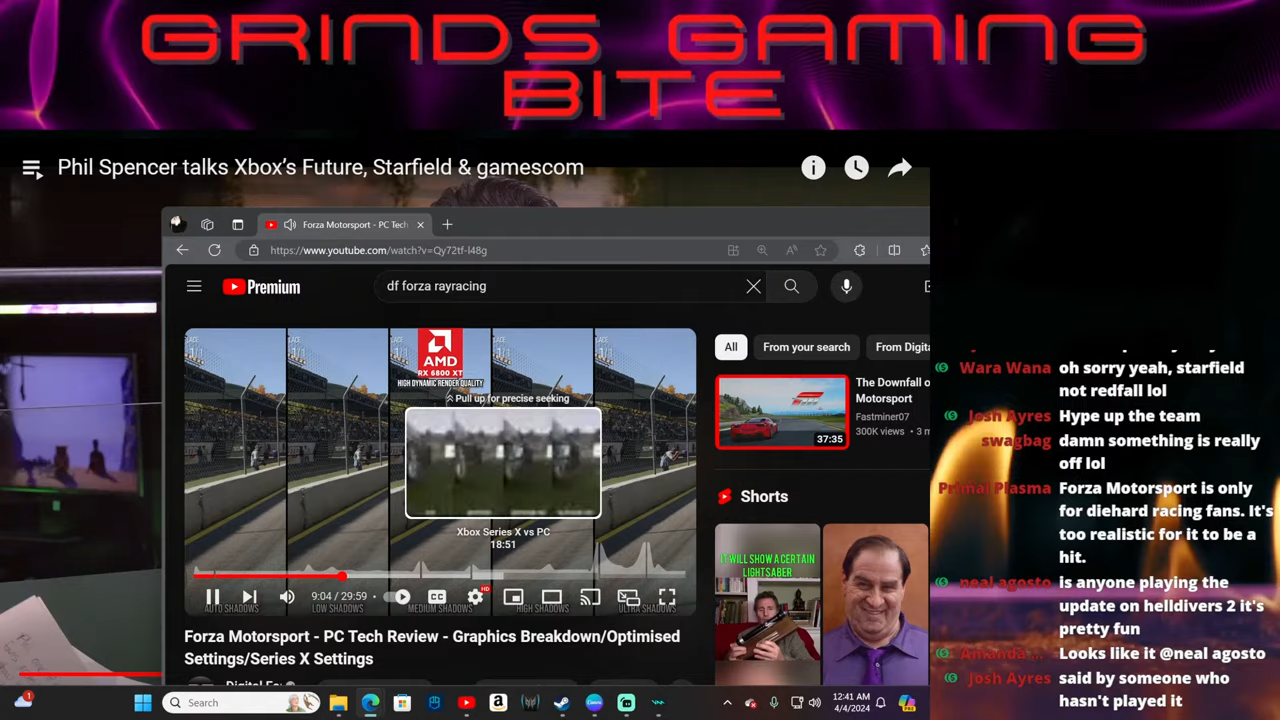 GRINDS GAMING
BITE
Phil Spencer talks Xbox’s Future, Starfield & gamescom
Forza Motorsport - PC Tech
https://www.youtube.com/watch?v=Qy72tf-I48g
Premium
df forza rayracing
AMD
RX 6800 XT
HIGH DYNAMIC RENDER QUALITY
Pull up for precise seeking
Xbox Series X vs PC
18:51
9:04 / 29:59
CC
HD
AUTO SHADOWS
LOW SHADOWS
MEDIUM SHADOWS
HIGH SHADOWS
ULTRA SHADOWS
Forza Motorsport - PC Tech Review - Graphics Breakdown/Optimised
Settings/Series X Settings
All
From your search
From Digita
The Downfall o
Motorsport
Fastminer07
300K views • 3 m
37:35
Shorts
IT WILL SHOW A CERTAIN
LIGHTSABER
Wara Wana oh sorry yeah, starfield
not redfall lol
Josh Ayres Hype up the team
swagbag damn something is really
off lol
Primal Plasma Forza Motorsport is only
for diehard racing fans. It's
too realistic for it to be a
hit.
neal agosto is anyone playing the
update on helldivers 2 it's
pretty fun
Amanda ... Looks like it @neal agosto
Josh Ayres said by someone who
hasn't played it
1
Search
12:41 AM
4/4/2024